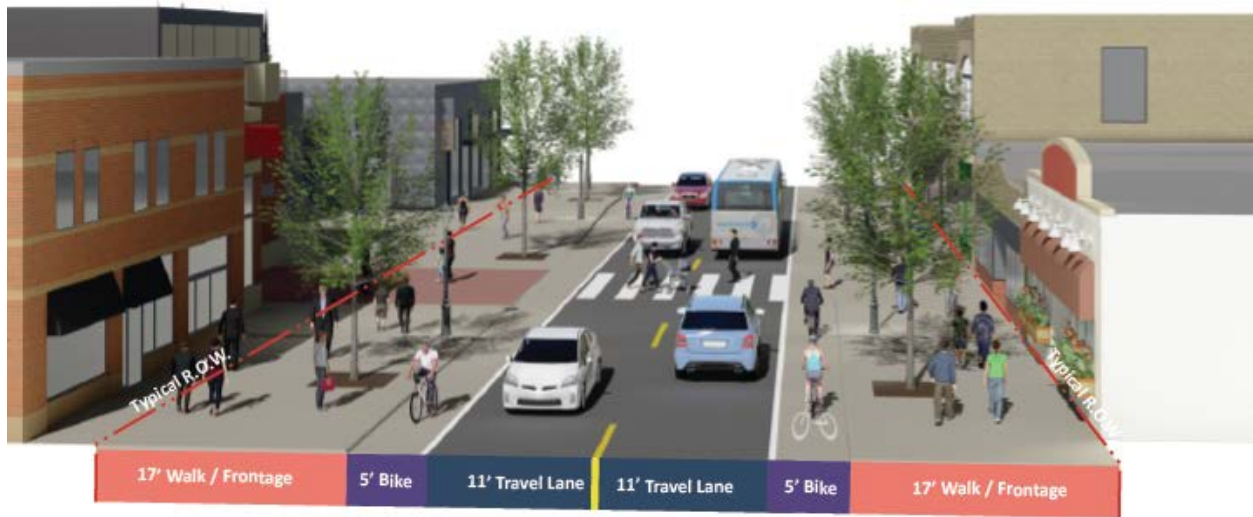 Typical R.O.W.
Typical R.O.W.
17' Walk / Frontage
5' Bike
11' Travel Lane
11' Travel Lane
5' Bike
17' Walk / Frontage